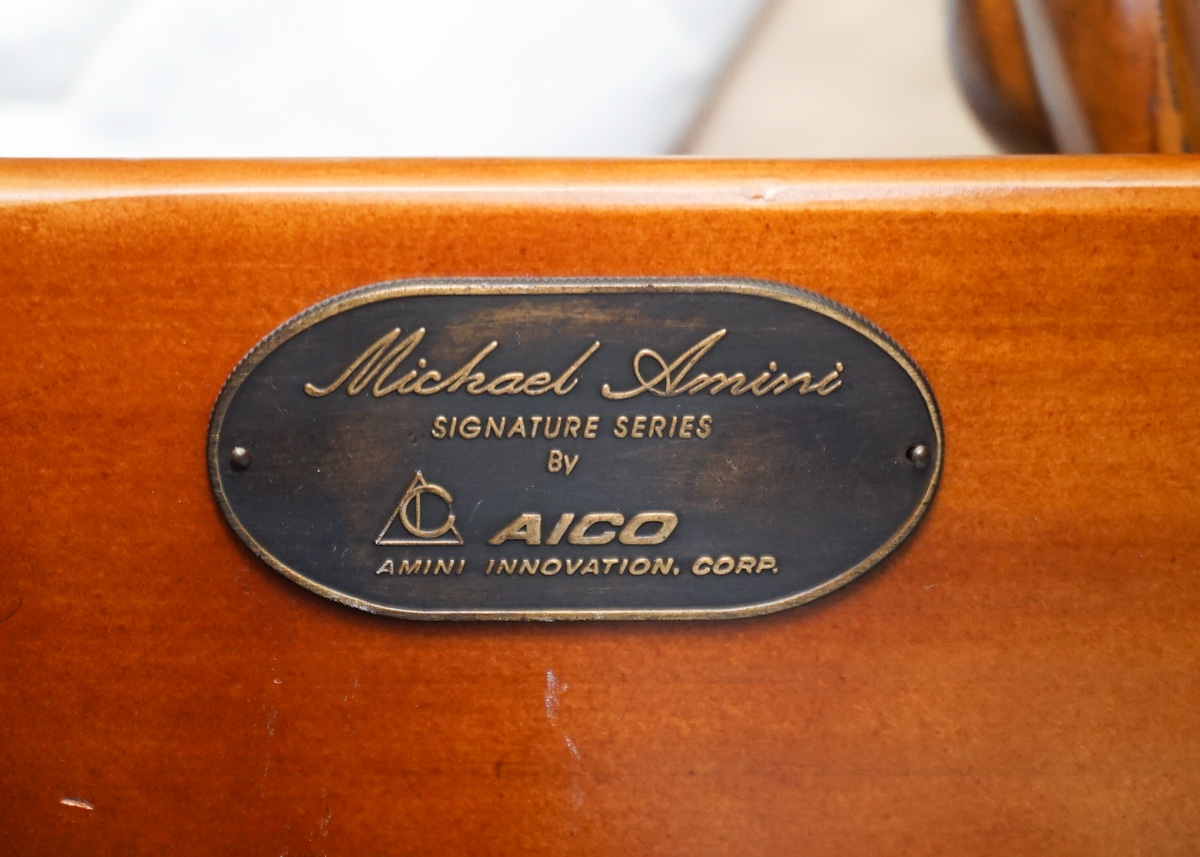 Michael Amini
SIGNATURE SERIES
By
AICO
AMINI INNOVATION, CORP.